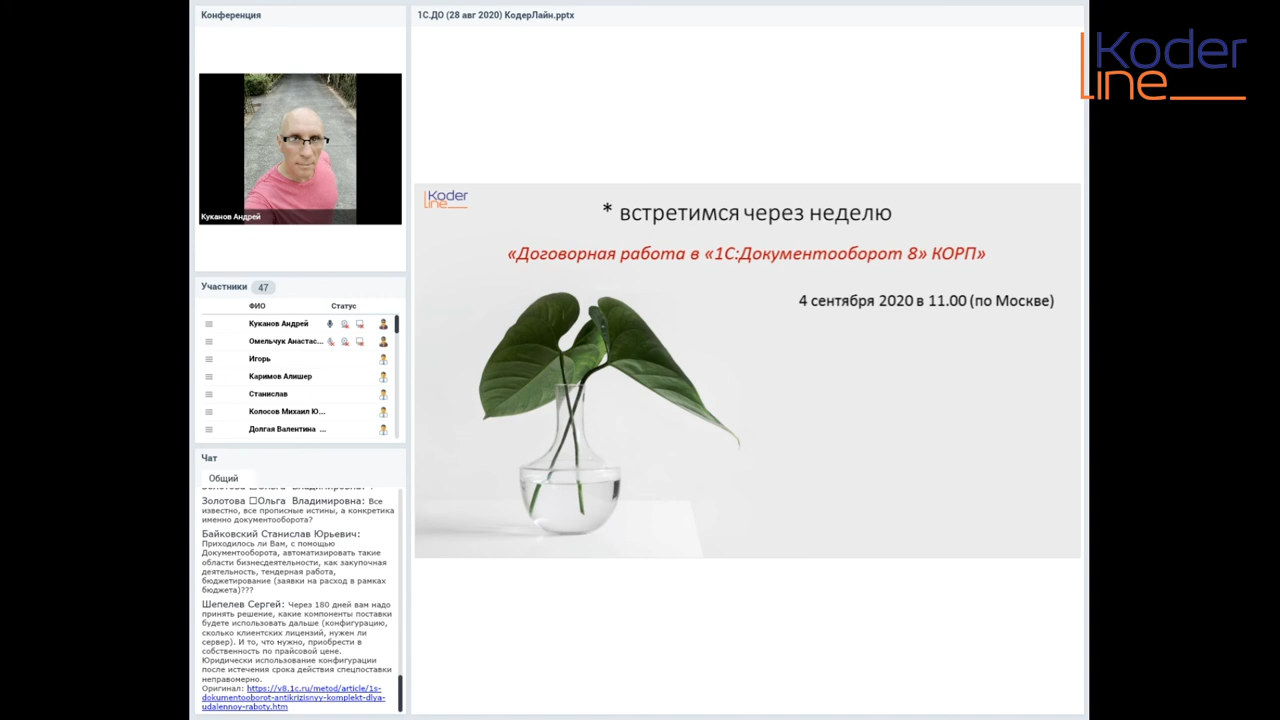 Конференция
1С.ДО (28 авг 2020) КодерЛайн.pptx
Koder
line
Куканов Андрей
Koder
line
* встретимся через неделю
«Договорная работа в «1С:Документооборот 8» КОРП»
4 сентября 2020 в 11.00 (по Москве)
Участники 47
ФИО Статус
Куканов Андрей
Омельчук Анастас...
Игорь
Каримов Алишер
Станислав
Колосов Михаил Ю...
Долгая Валентина ...
Чат
Общий
Золотова □Ольга Владимировна: Все
известно, все прописные истины, а конкретика
именно документооборота?
Байковский Станислав Юрьевич:
Приходилось ли Вам, с помощью
Документооборота, автоматизировать такие
области бизнесдеятельности, как закупочная
деятельность, тендерная работа,
бюджетирование (заявки на расход в рамках
бюджета)???
Шепелев Сергей: Через 180 дней вам надо
принять решение, какие компоненты поставки
будете использовать дальше (конфигурацию,
сколько клиентских лицензий, нужен ли
сервер). И то, что нужно, приобрести в
собственность по прайсовой цене.
Юридически использование конфигурации
после истечения срока действия спецпоставки
неправомерно.
Оригинал: https://v8.1c.ru/metod/article/1s-
dokumentooborot-antikrizisnyy-komplekt-dlya-
udalennoy-raboty.htm